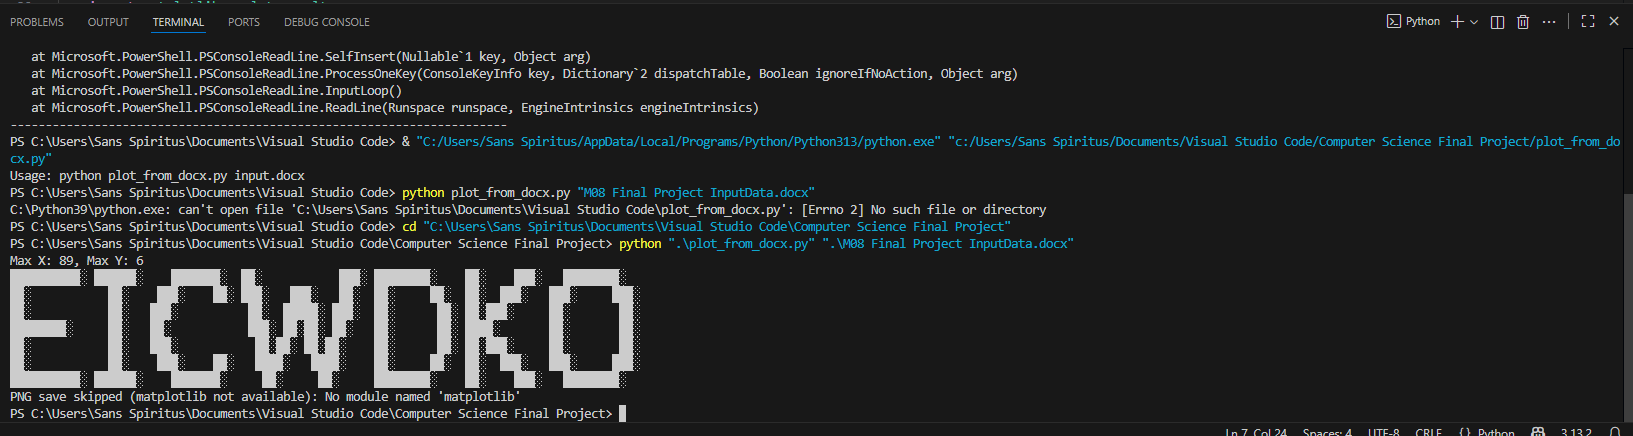 PROBLEMS OUTPUT TERMINAL PORTS DEBUG CONSOLE Python
at Microsoft.PowerShell.PSConsoleReadLine.SelfInsert(Nullable`1 key, Object arg)
at Microsoft.PowerShell.PSConsoleReadLine.ProcessOneKey(ConsoleKeyInfo key, Dictionary`2 dispatchTable, Boolean ignoreIfNoAction, Object arg)
at Microsoft.PowerShell.PSConsoleReadLine.InputLoop()
at Microsoft.PowerShell.PSConsoleReadLine.ReadLine(Runspace runspace, EngineIntrinsics engineIntrinsics)
-----------------------------------------------------------------------
PS C:\Users\Sans Spiritus\Documents\Visual Studio Code> & "C:/Users/Sans Spiritus/AppData/Local/Programs/Python/Python313/python.exe" "c:/Users/Sans Spiritus/Documents/Visual Studio Code/Computer Science Final Project/plot_from_do
cx.py"
Usage: python plot_from_docx.py input.docx
PS C:\Users\Sans Spiritus\Documents\Visual Studio Code> python plot_from_docx.py "M08 Final Project InputData.docx"
C:\Python39\python.exe: can't open file 'C:\Users\Sans Spiritus\Documents\Visual Studio Code\plot_from_docx.py': [Errno 2] No such file or directory
PS C:\Users\Sans Spiritus\Documents\Visual Studio Code> cd "C:\Users\Sans Spiritus\Documents\Visual Studio Code\Computer Science Final Project"
PS C:\Users\Sans Spiritus\Documents\Visual Studio Code\Computer Science Final Project> python ".\plot_from_docx.py" ".\M08 Final Project InputData.docx"
Max X: 89, Max Y: 6
EICWDKO
PNG save skipped (matplotlib not available): No module named 'matplotlib'
PS C:\Users\Sans Spiritus\Documents\Visual Studio Code\Computer Science Final Project>
Ln 7, Col 24 Spaces: 4 UTF-8 CRLF {} Python 3.13.2